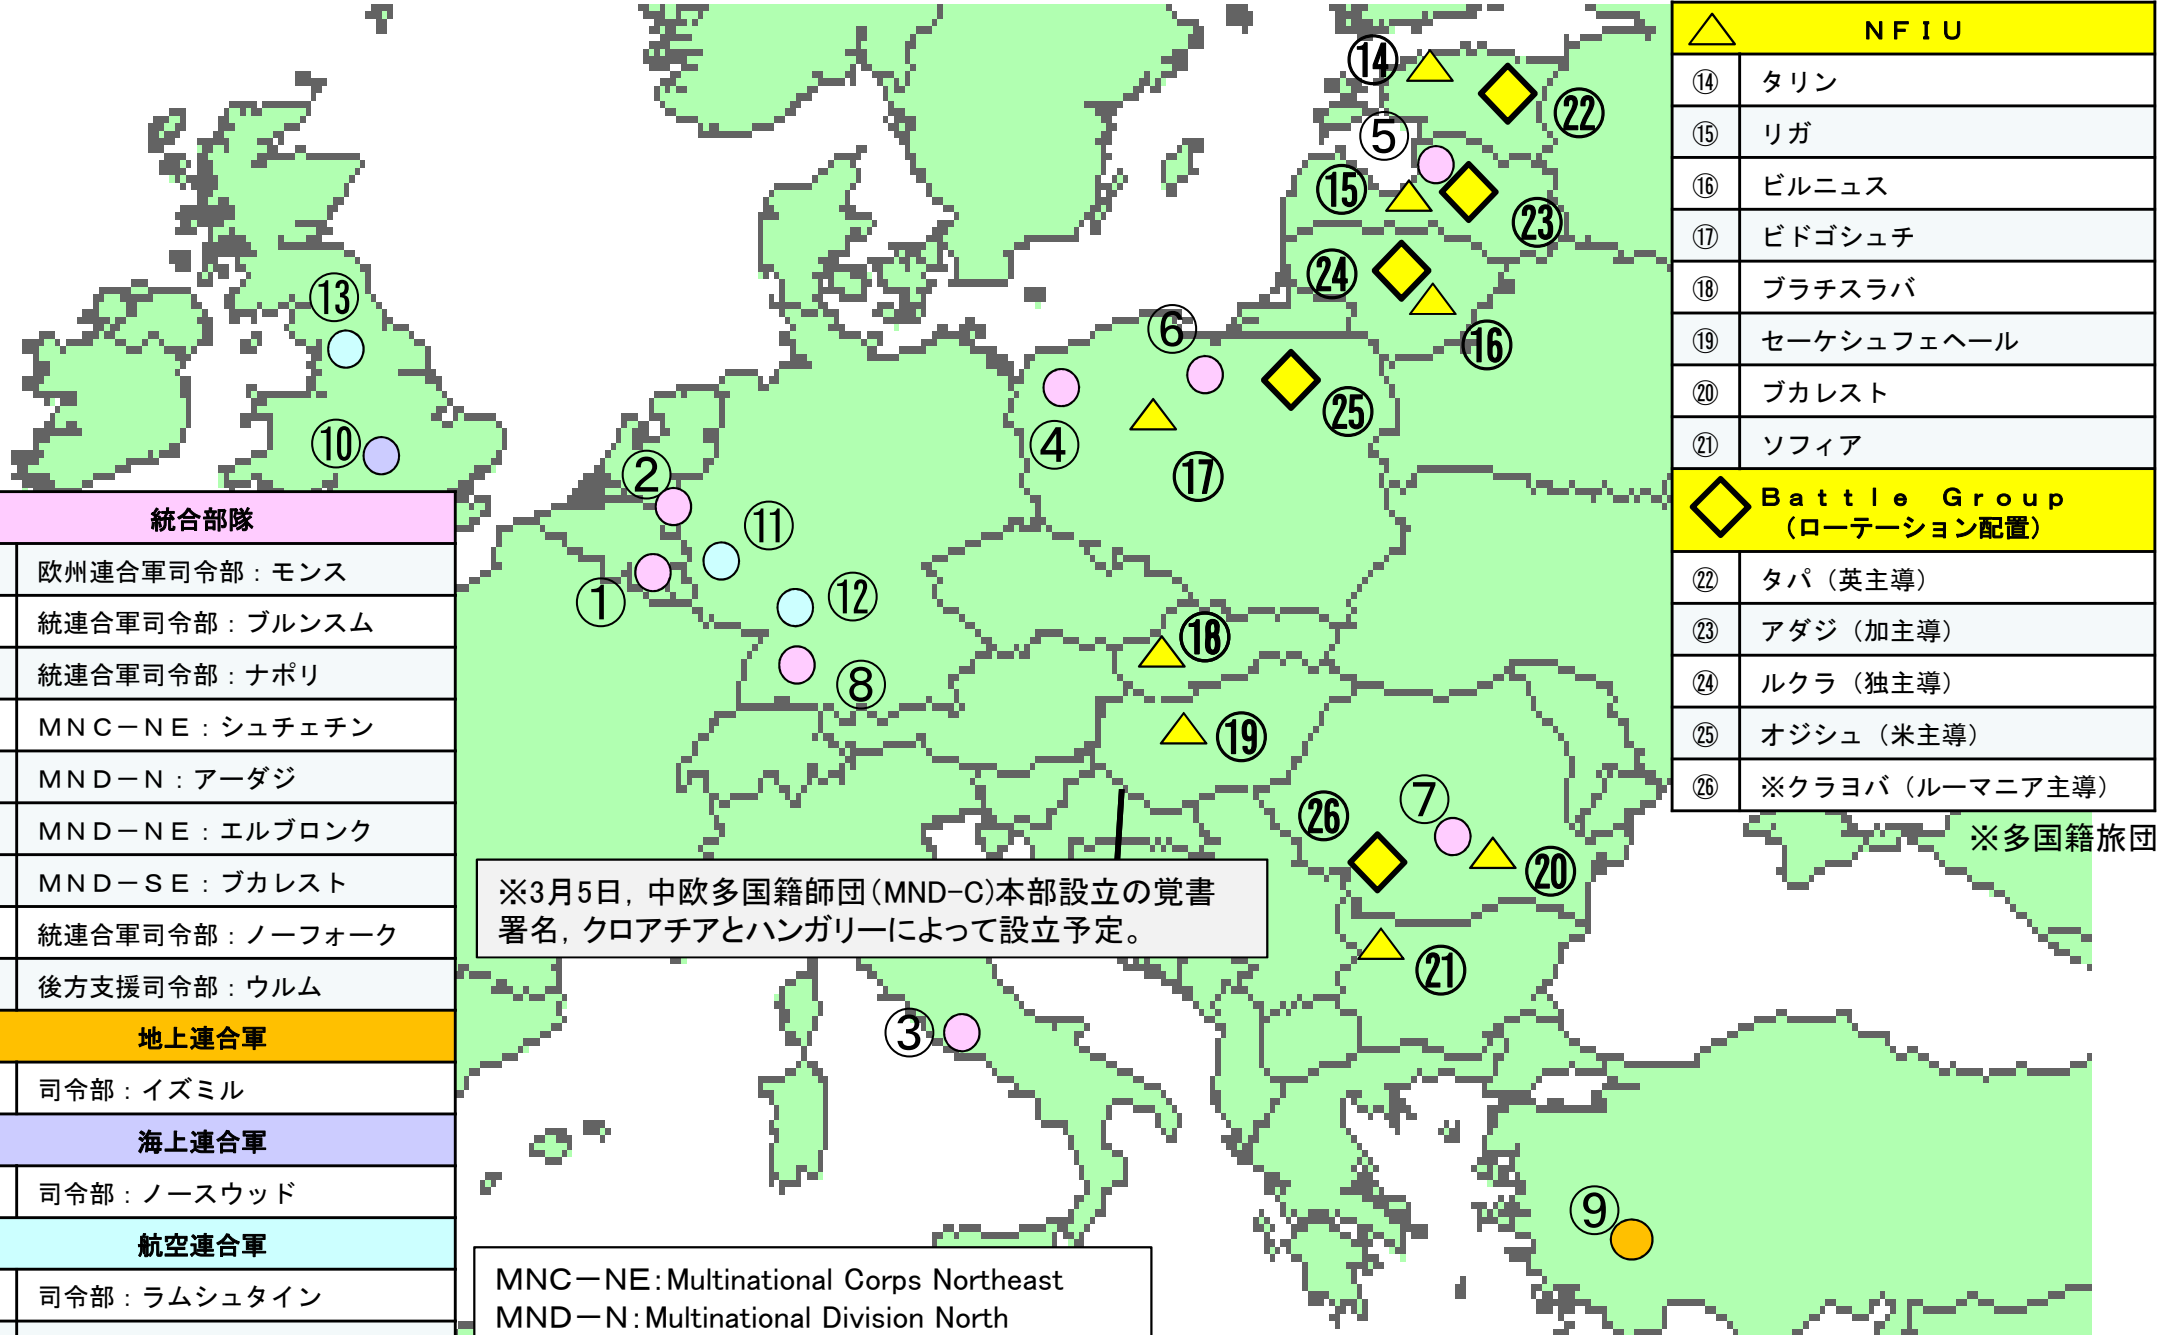 統合部隊
欧州連合軍司令部：モンス
統連合軍司令部：ブルンスム
統連合軍司令部：ナポリ
ＭＮＣ－ＮＥ：シュチェチン
ＭＮＤ－Ｎ：アーダジ
ＭＮＤ－ＮＥ：エルブロンク
ＭＮＤ－ＳＥ：ブカレスト
統連合軍司令部：ノーフォーク
後方支援司令部：ウルム
地上連合軍
司令部：イズミル
海上連合軍
司令部：ノースウッド
航空連合軍
司令部：ラムシュタイン
⑬
⑩
②
⑪
①
⑫
⑧
④
⑥
⑰
㉕
⑭
㉒
⑤
⑮
㉓
㉔
⑯
⑱
⑲
㉖
⑦
⑳
㉑
③
⑨
※3月5日，中欧多国籍師団（MND-C）本部設立の覚書
署名，クロアチアとハンガリーによって設立予定。
MNC－NE：Multinational Corps Northeast
MND－N：Multinational Division North
ＮＦＩＵ
⑭ タリン
⑮ リガ
⑯ ビルニュス
⑰ ビドゴシュチ
⑱ ブラチスラバ
⑲ セーケシュフェヘール
⑳ ブカレスト
㉑ ソフィア
Ｂａｔｔｌｅ　Ｇｒｏｕｐ
（ローテーション配置）
㉒ タパ（英主導）
㉓ アダジ（加主導）
㉔ ルクラ（独主導）
㉕ オジシュ（米主導）
㉖ ※クラヨバ（ルーマニア主導）
※多国籍旅団